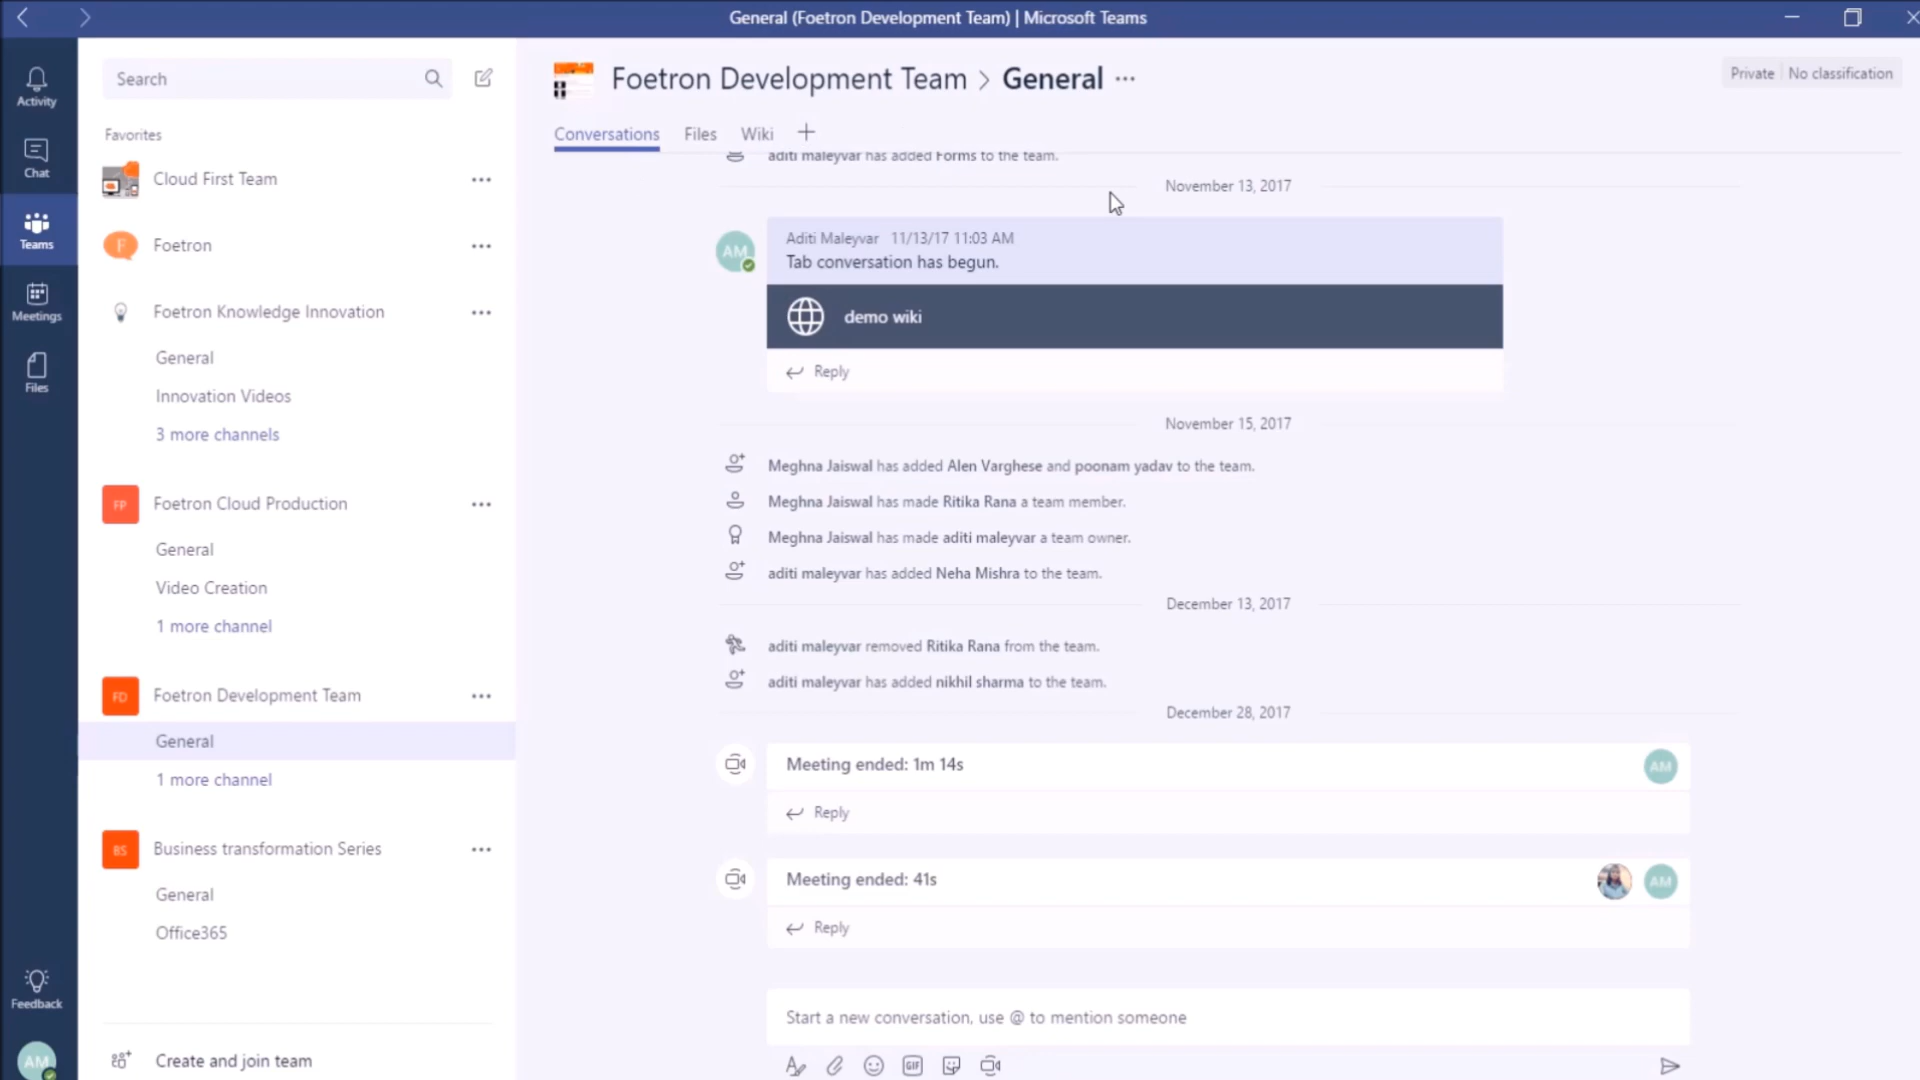 General (Foetron Development Team) | Microsoft Teams
Activity
Chat
Teams
Meetings
Files
Feedback
AM
Search
Favorites
Cloud First Team
F
Foetron
Foetron Knowledge Innovation
General
Innovation Videos
3 more channels
FP
Foetron Cloud Production
General
Video Creation
1 more channel
FD
Foetron Development Team
General
1 more channel
BS
Business transformation Series
General
Office365
Create and join team
Foetron Development Team > General ...
Private
No classification
Conversations
Files
Wiki
aditi maleyvar has added Forms to the team.
November 13, 2017
AM
Aditi Maleyvar 11/13/17 11:03 AM
Tab conversation has begun.
demo wiki
Reply
November 15, 2017
Meghna Jaiswal has added Alen Varghese and poonam yadav to the team.
Meghna Jaiswal has made Ritika Rana a team member.
Meghna Jaiswal has made aditi maleyvar a team owner.
aditi maleyvar has added Neha Mishra to the team.
December 13, 2017
aditi maleyvar removed Ritika Rana from the team.
aditi maleyvar has added nikhil sharma to the team.
December 28, 2017
Meeting ended: 1m 14s
AM
Reply
Meeting ended: 41s
AM
Reply
Start a new conversation, use @ to mention someone
GIF